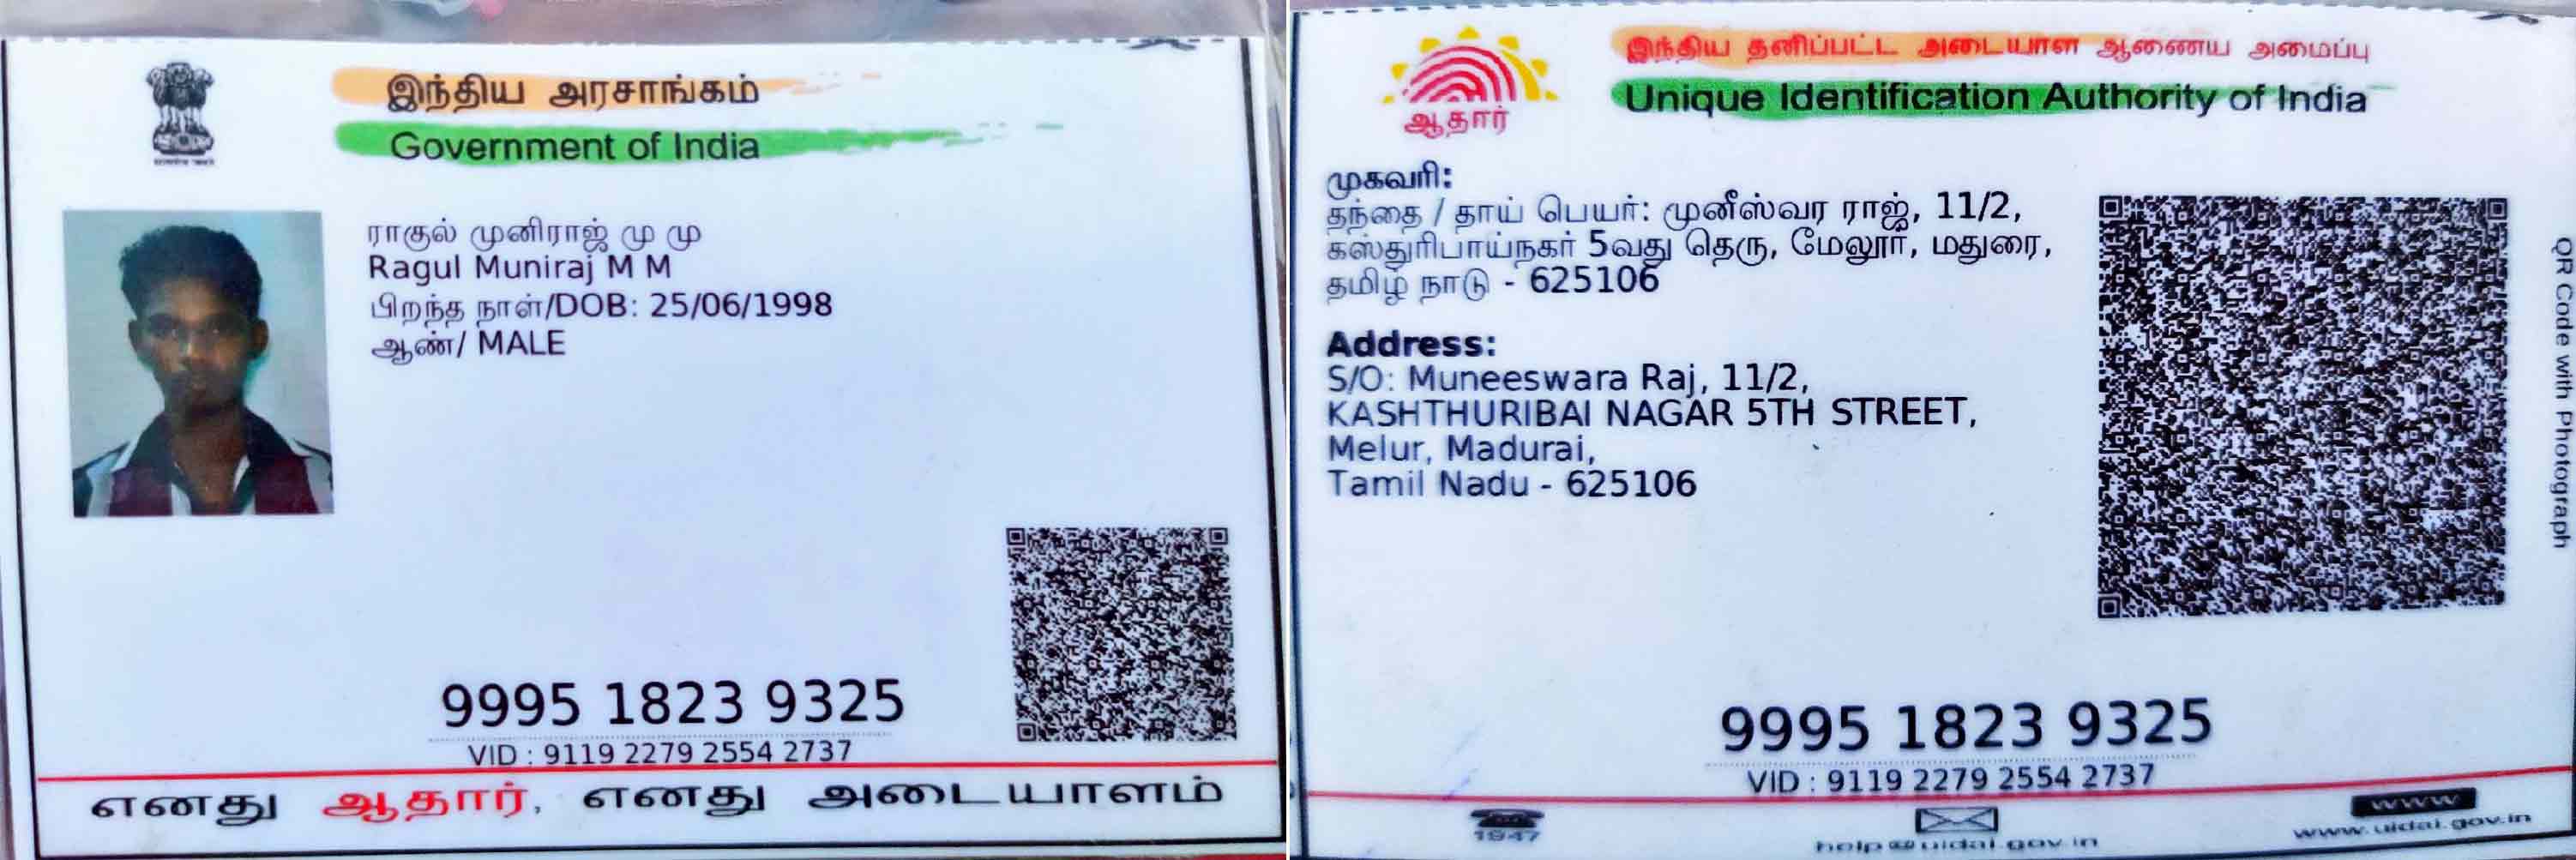 இந்திய அரசாங்கம்
Government of India
ராகுல் முனிராஜ் மு மு
Ragul Muniraj M M
பிறந்த நாள்/DOB: 25/06/1998
ஆண்/ MALE
9995 1823 9325
VID : 9119 2279 2554 2737
எனது ஆதார், எனது அடையாளம்
இந்திய தனிப்பட்ட அடையாள ஆணைய அமைப்பு
Unique Identification Authority of India
ஆதார்
முகவரி:
தந்தை / தாய் பெயர்: முனீஸ்வர ராஜ், 11/2,
கஸ்துரிபாய்நகர் 5வது தெரு, மேலூர், மதுரை,
தமிழ் நாடு - 625106
Address:
S/O: Muneeswara Raj, 11/2,
KASHTHURIBAI NAGAR 5TH STREET,
Melur, Madurai,
Tamil Nadu - 625106
QR Code with Photograph
9995 1823 9325
VID : 9119 2279 2554 2737
1947
help@uidai.gov.in
www
www.uidai.gov.in